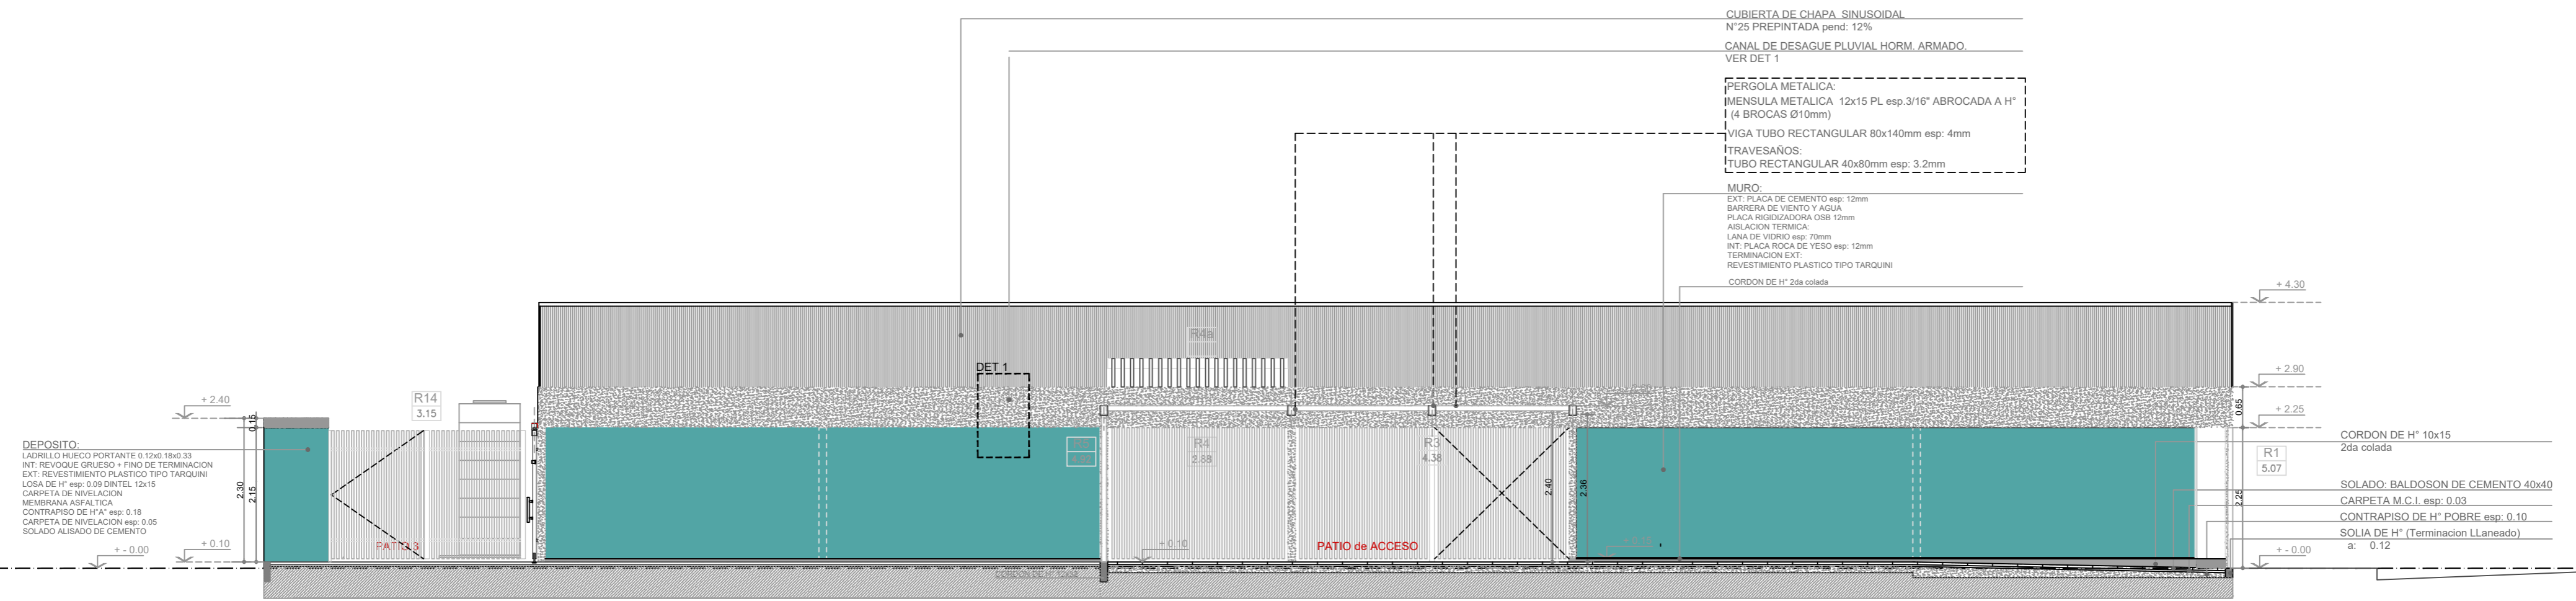 CUBIERTA DE CHAPA SINUSOIDAL
N°25 PREPINTADA pend: 12%
CANAL DE DESAGUE PLUVIAL HORM. ARMADO.
VER DET 1
PERGOLA METALICA:
MENSULA METALICA 12x15 PL esp.3/16" ABROCADA A H°
(4 BROCAS Ø10mm)
VIGA TUBO RECTANGULAR 80x140mm esp: 4mm
TRAVESAÑOS:
TUBO RECTANGULAR 40x80mm esp: 3.2mm
MURO:
EXT: PLACA DE CEMENTO esp: 12mm
BARRERA DE VIENTO Y AGUA
PLACA RIGIDIZADORA OSB 12mm
AISLACION TERMICA:
LANA DE VIDRIO esp: 70mm
INT: PLACA ROCA DE YESO esp: 12mm
TERMINACION EXT:
REVESTIMIENTO PLASTICO TIPO TARQUINI
CORDON DE H° 2da colada
+ 4.30
+ 2.90
0.65
+ 2.25
2.25
+ - 0.00
R1
5.07
CORDON DE H° 10x15
2da colada
SOLADO: BALDOSON DE CEMENTO 40x40
CARPETA M.C.I. esp: 0.03
CONTRAPISO DE H° POBRE esp: 0.10
SOLIA DE H° (Terminacion LLaneado)
a: 0.12
R4a
DET 1
R4
2.88
R3
4.38
2.40
2.36
+ 0.10
PATIO de ACCESO
R14
3.15
PATIO 3
+ 2.40
0.15
2.30
2.15
+ 0.10
+ - 0.00
DEPOSITO:
LADRILLO HUECO PORTANTE 0.12x0.18x0.33
INT: REVOQUE GRUESO + FINO DE TERMINACION
EXT: REVESTIMIENTO PLASTICO TIPO TARQUINI
LOSA DE H° esp: 0.09 DINTEL 12x15
CARPETA DE NIVELACION
MEMBRANA ASFALTICA
CONTRAPISO DE H°A° esp: 0.18
CARPETA DE NIVELACION esp: 0.05
SOLADO ALISADO DE CEMENTO